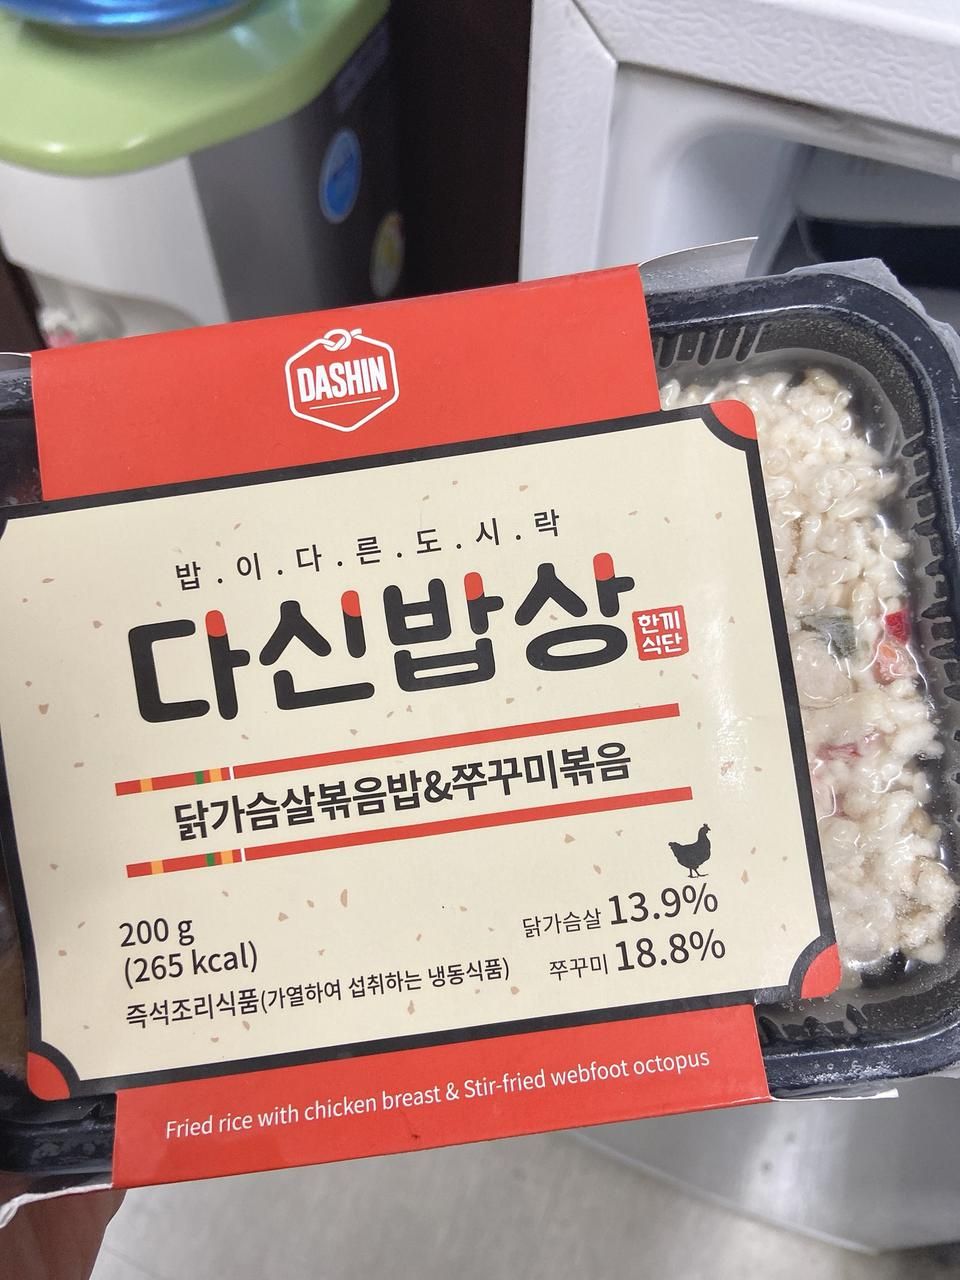 DASHIN
밥.이.다.른.도.시.락
다신밥상
한끼
식단
닭가슴살볶음밥&쭈꾸미볶음
200 g
(265 kcal)
즉석조리식품(가열하여 섭취하는 냉동식품)
닭가슴살 13.9%
쭈꾸미 18.8%
Fried rice with chicken breast & Stir-fried webfoot octopus